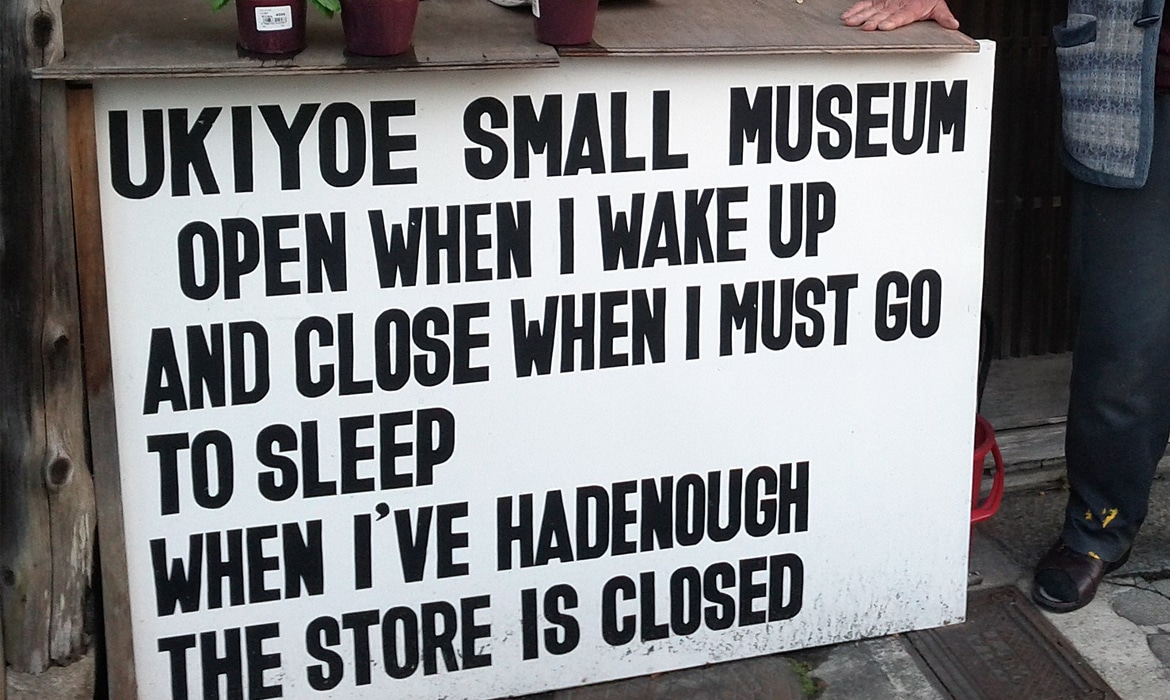 UKIYOE SMALL MUSEUM
OPEN WHEN I WAKE UP
AND CLOSE WHEN I MUST GO
TO SLEEP
WHEN I'VE HADENOUGH
THE STORE IS CLOSED